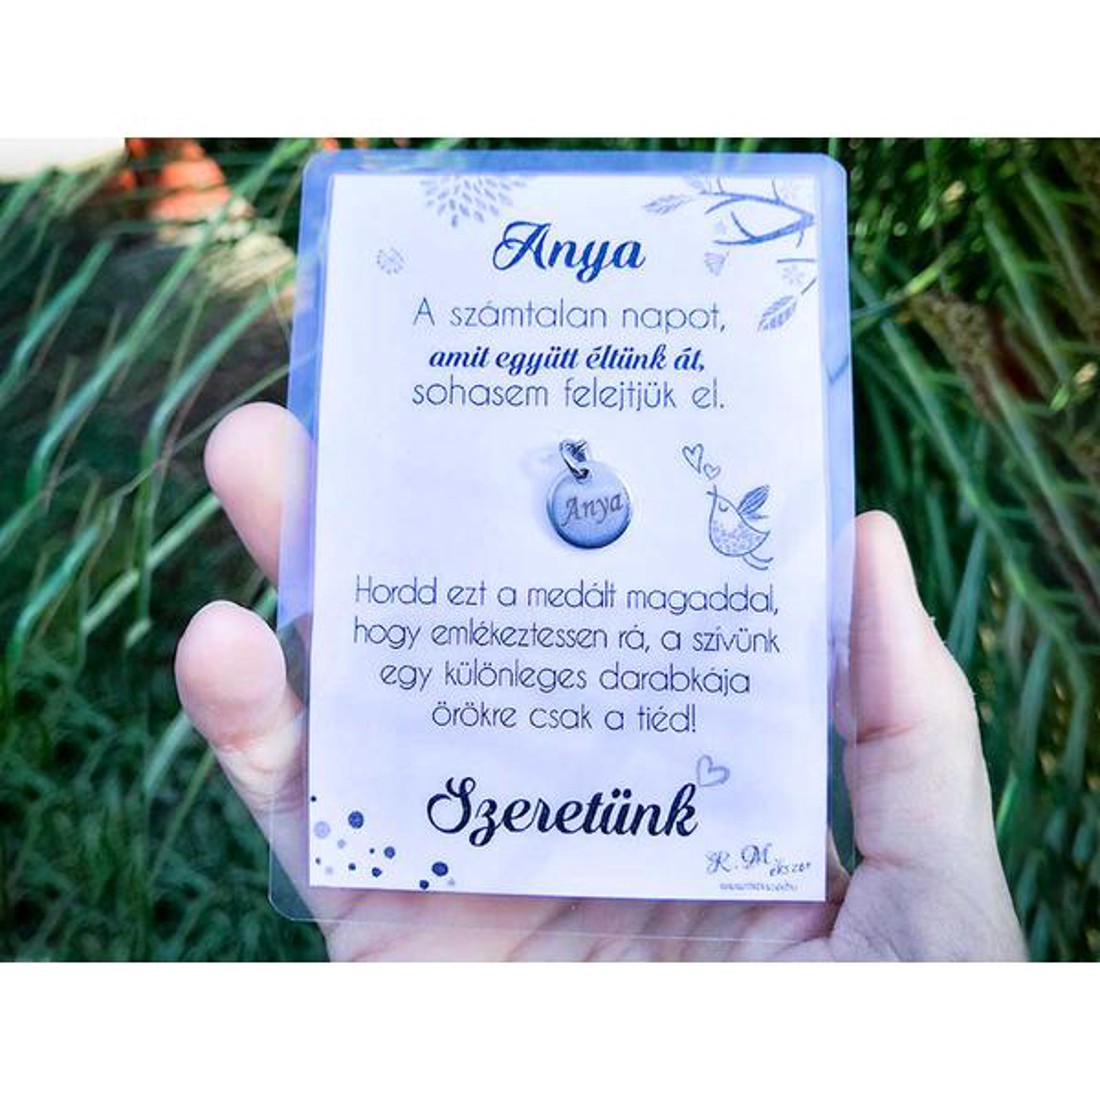 Anya
A számtalan napot,
amit együtt éltünk át,
sohasem felejtjük el.
Anya
Hordd ezt a medált magaddal,
hogy emlékeztessen rá, a szívünk
egy különleges darabkája
örökre csak a tiéd!
Szeretünk
R. M ékszer